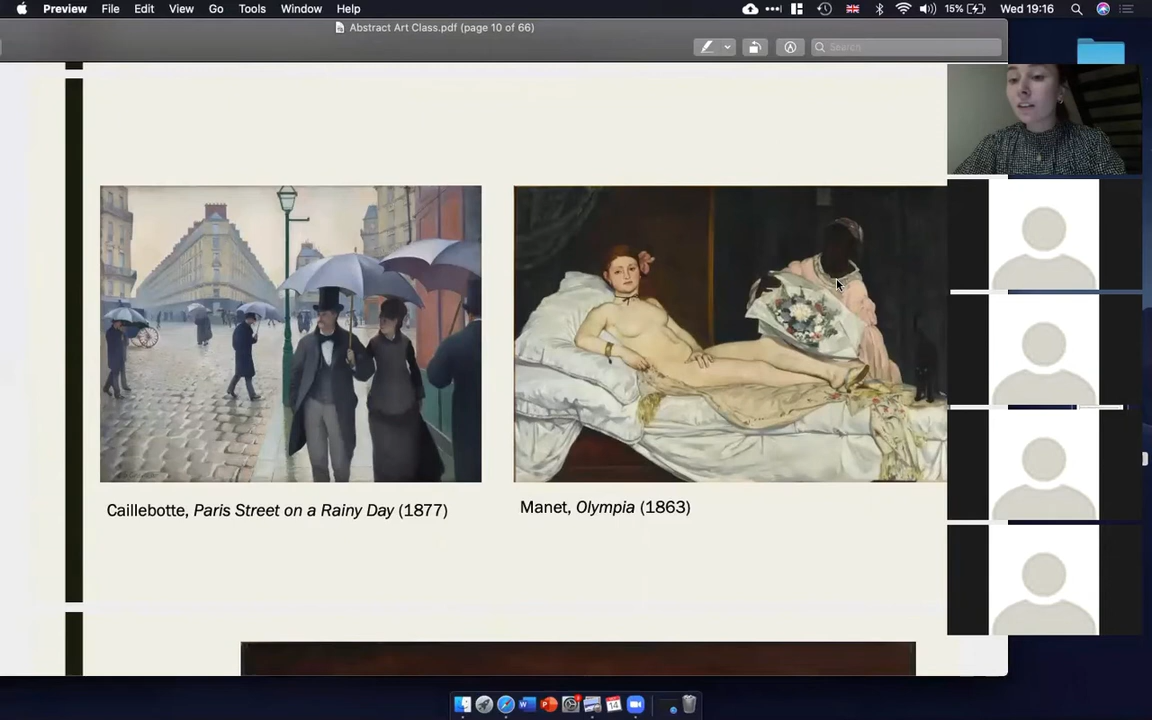 Preview File Edit View Go Tools Window Help 15% Wed 19:16
Abstract Art Class.pdf (page 10 of 66)
Search
Caillebotte, Paris Street on a Rainy Day (1877)
Manet, Olympia (1863)
14